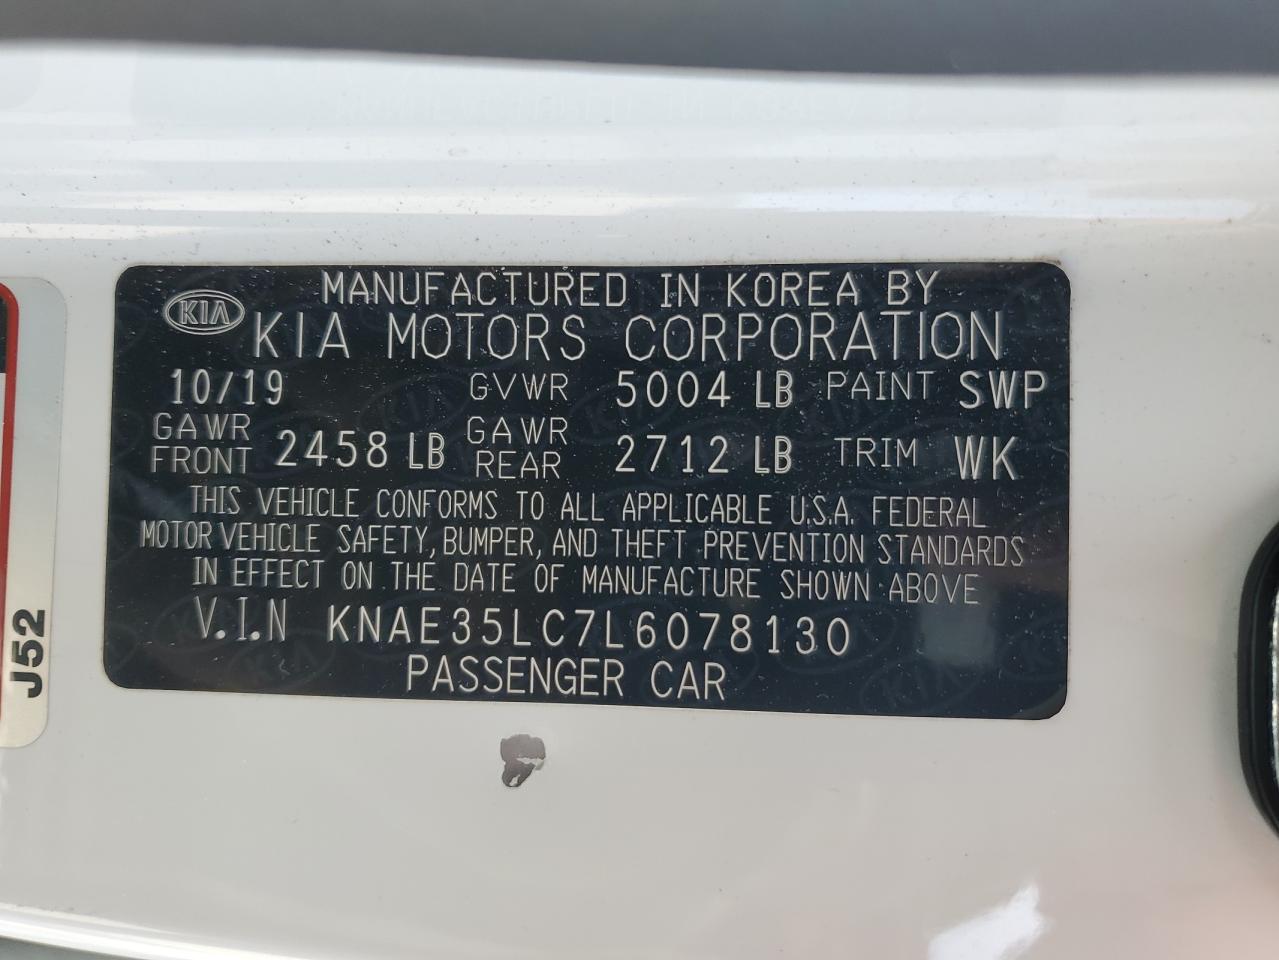 MANUFACTURED IN KOREA BY
KIA
KIA MOTORS CORPORATION
10/19 GVWR 5004 LB PAINT SWP
GAWR FRONT 2458 LB GAWR REAR 2712 LB TRIM WK
THIS VEHICLE CONFORMS TO ALL APPLICABLE U.S.A. FEDERAL
MOTOR VEHICLE SAFETY, BUMPER, AND THEFT PREVENTION STANDARDS
IN EFFECT ON THE DATE OF MANUFACTURE SHOWN ABOVE
V.I.N KNAE35LC7L6078130
PASSENGER CAR
J52